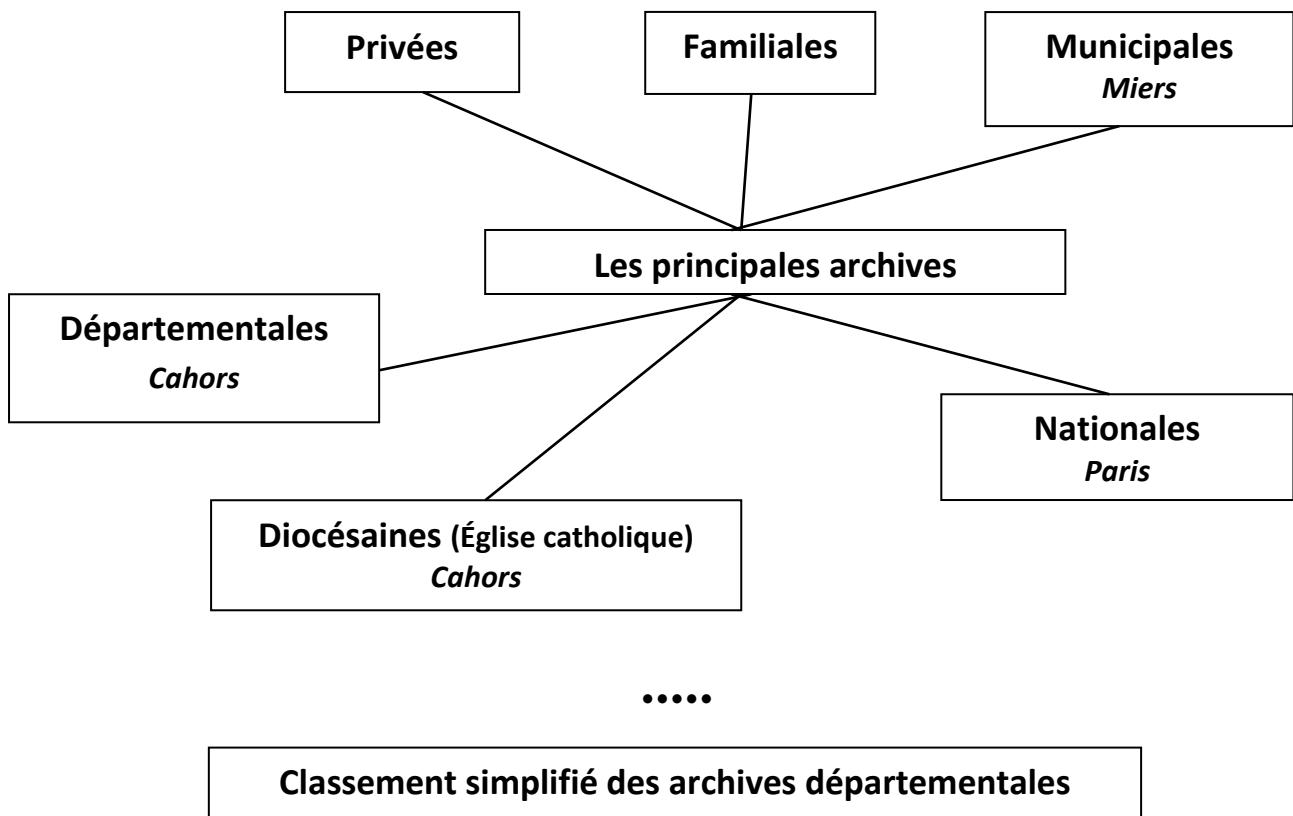 Privées
Familiales
Municipales
Miers
Les principales archives
Départementales
Cahors
Nationales
Paris
Diocésaines (Église catholique)
Cahors
.....
Classement simplifié des archives départementales